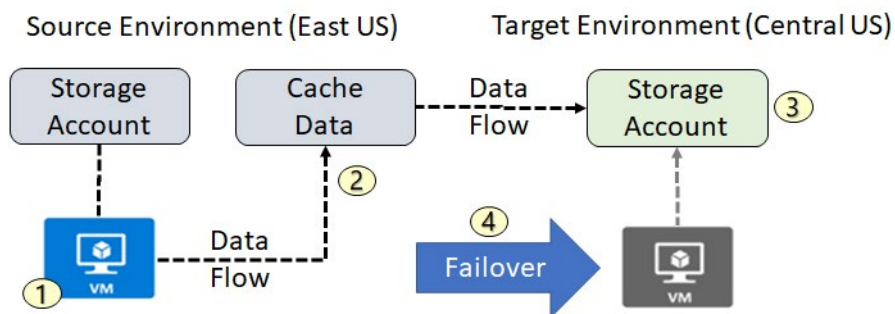 Source Environment (East US)
Target Environment (Central US)
Storage
Account
Cache
Data
Data
Flow
Storage
Account
3
2
4
Data
Flow
Failover
1
VM
VM